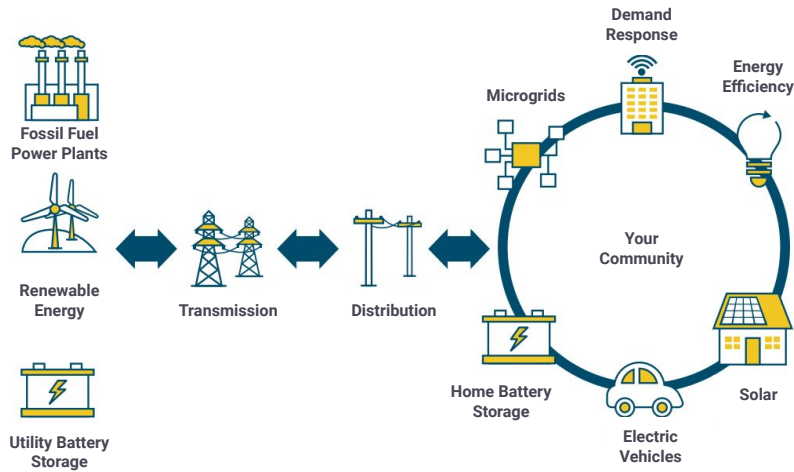 Fossil Fuel
Power Plants
Renewable
Energy
Utility Battery
Storage
Transmission
Distribution
Microgrids
Demand
Response
Energy
Efficiency
Your
Community
Home Battery
Storage
Electric
Vehicles
Solar